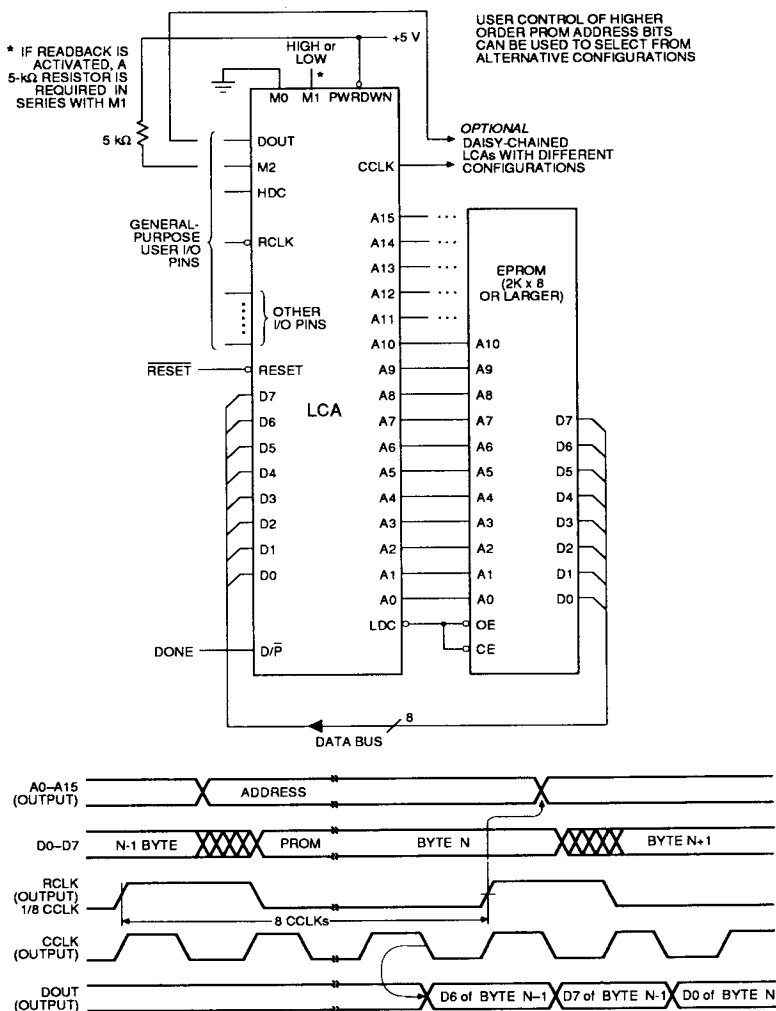 * IF READBACK IS
ACTIVATED, A
5-kΩ RESISTOR IS
REQUIRED IN
SERIES WITH M1
HIGH or
LOW
*
+5 V
USER CONTROL OF HIGHER
ORDER PROM ADDRESS BITS
CAN BE USED TO SELECT FROM
ALTERNATIVE CONFIGURATIONS
M0 M1 PWRDWN
5 kΩ
DOUT
M2
HDC
RCLK
GENERAL-
PURPOSE
USER I/O
PINS
OTHER
I/O PINS
RESET
RESET
D7
D6
D5
D4
D3
D2
D1
D0
DONE
D/P
LCA
CCLK
OPTIONAL
DAISY-CHAINED
LCAs WITH DIFFERENT
CONFIGURATIONS
A15 ...
A14 ...
A13 ...
A12 ...
A11 ...
A10
A9
A8
A7
A6
A5
A4
A3
A2
A1
A0
LDC
EPROM
(2K x 8
OR LARGER)
A10
A9
A8
A7
A6
A5
A4
A3
A2
A1
A0
OE
CE
D7
D6
D5
D4
D3
D2
D1
D0
8
DATA BUS
A0–A15
(OUTPUT)
ADDRESS
D0–D7
N-1 BYTE
PROM
BYTE N
BYTE N+1
RCLK
(OUTPUT)
1/8 CCLK
8 CCLKs
CCLK
(OUTPUT)
DOUT
(OUTPUT)
D6 of BYTE N–1
D7 of BYTE N-1
D0 of BYTE N